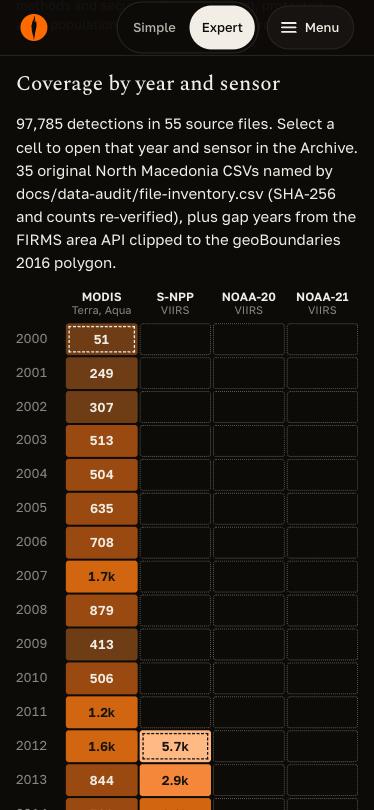 methods and
population
Simple
Expert
Menu
Coverage by year and sensor
97,785 detections in 55 source files. Select a
cell to open that year and sensor in the Archive.
35 original North Macedonia CSVs named by
docs/data-audit/file-inventory.csv (SHA-256
and counts re-verified), plus gap years from the
FIRMS area API clipped to the geoBoundaries
2016 polygon.
MODIS S-NPP NOAA-20 NOAA-21
Terra, Aqua VIIRS VIIRS VIIRS
2000 51
2001 249
2002 307
2003 513
2004 504
2005 635
2006 708
2007 1.7k
2008 879
2009 413
2010 506
2011 1.2k
2012 1.6k 5.7k
2013 844 2.9k